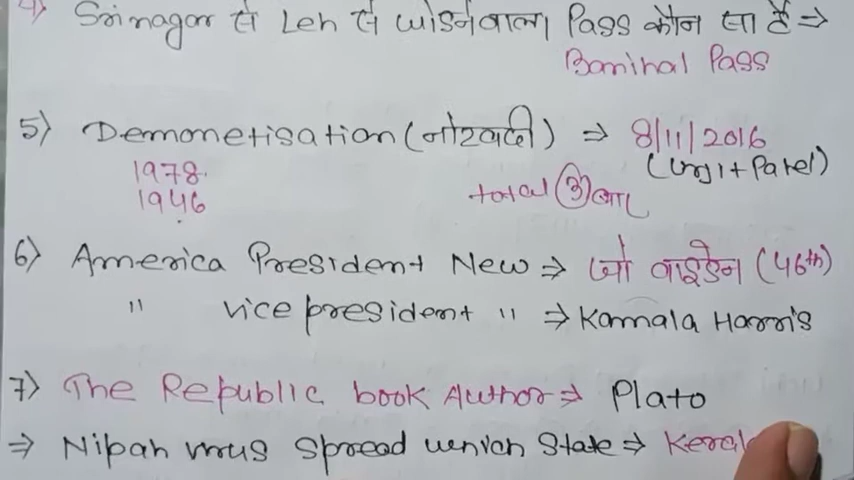 4) Srinagar से Leh से जोडनेवाला Pass कौन सा है ⇒
Baninal Pass
5) Demonetisation (नोटबंदी) ⇒ 8/11/2016
1978 (Urjit Patel)
1946 total ③ बार
6) America President New ⇒ जो बाइडेन (46th)
" vice president " ⇒ Kamala Harris
7) The Republic book Author ⇒ Plato
⇒ Nipah virus spread which State ⇒ Keral